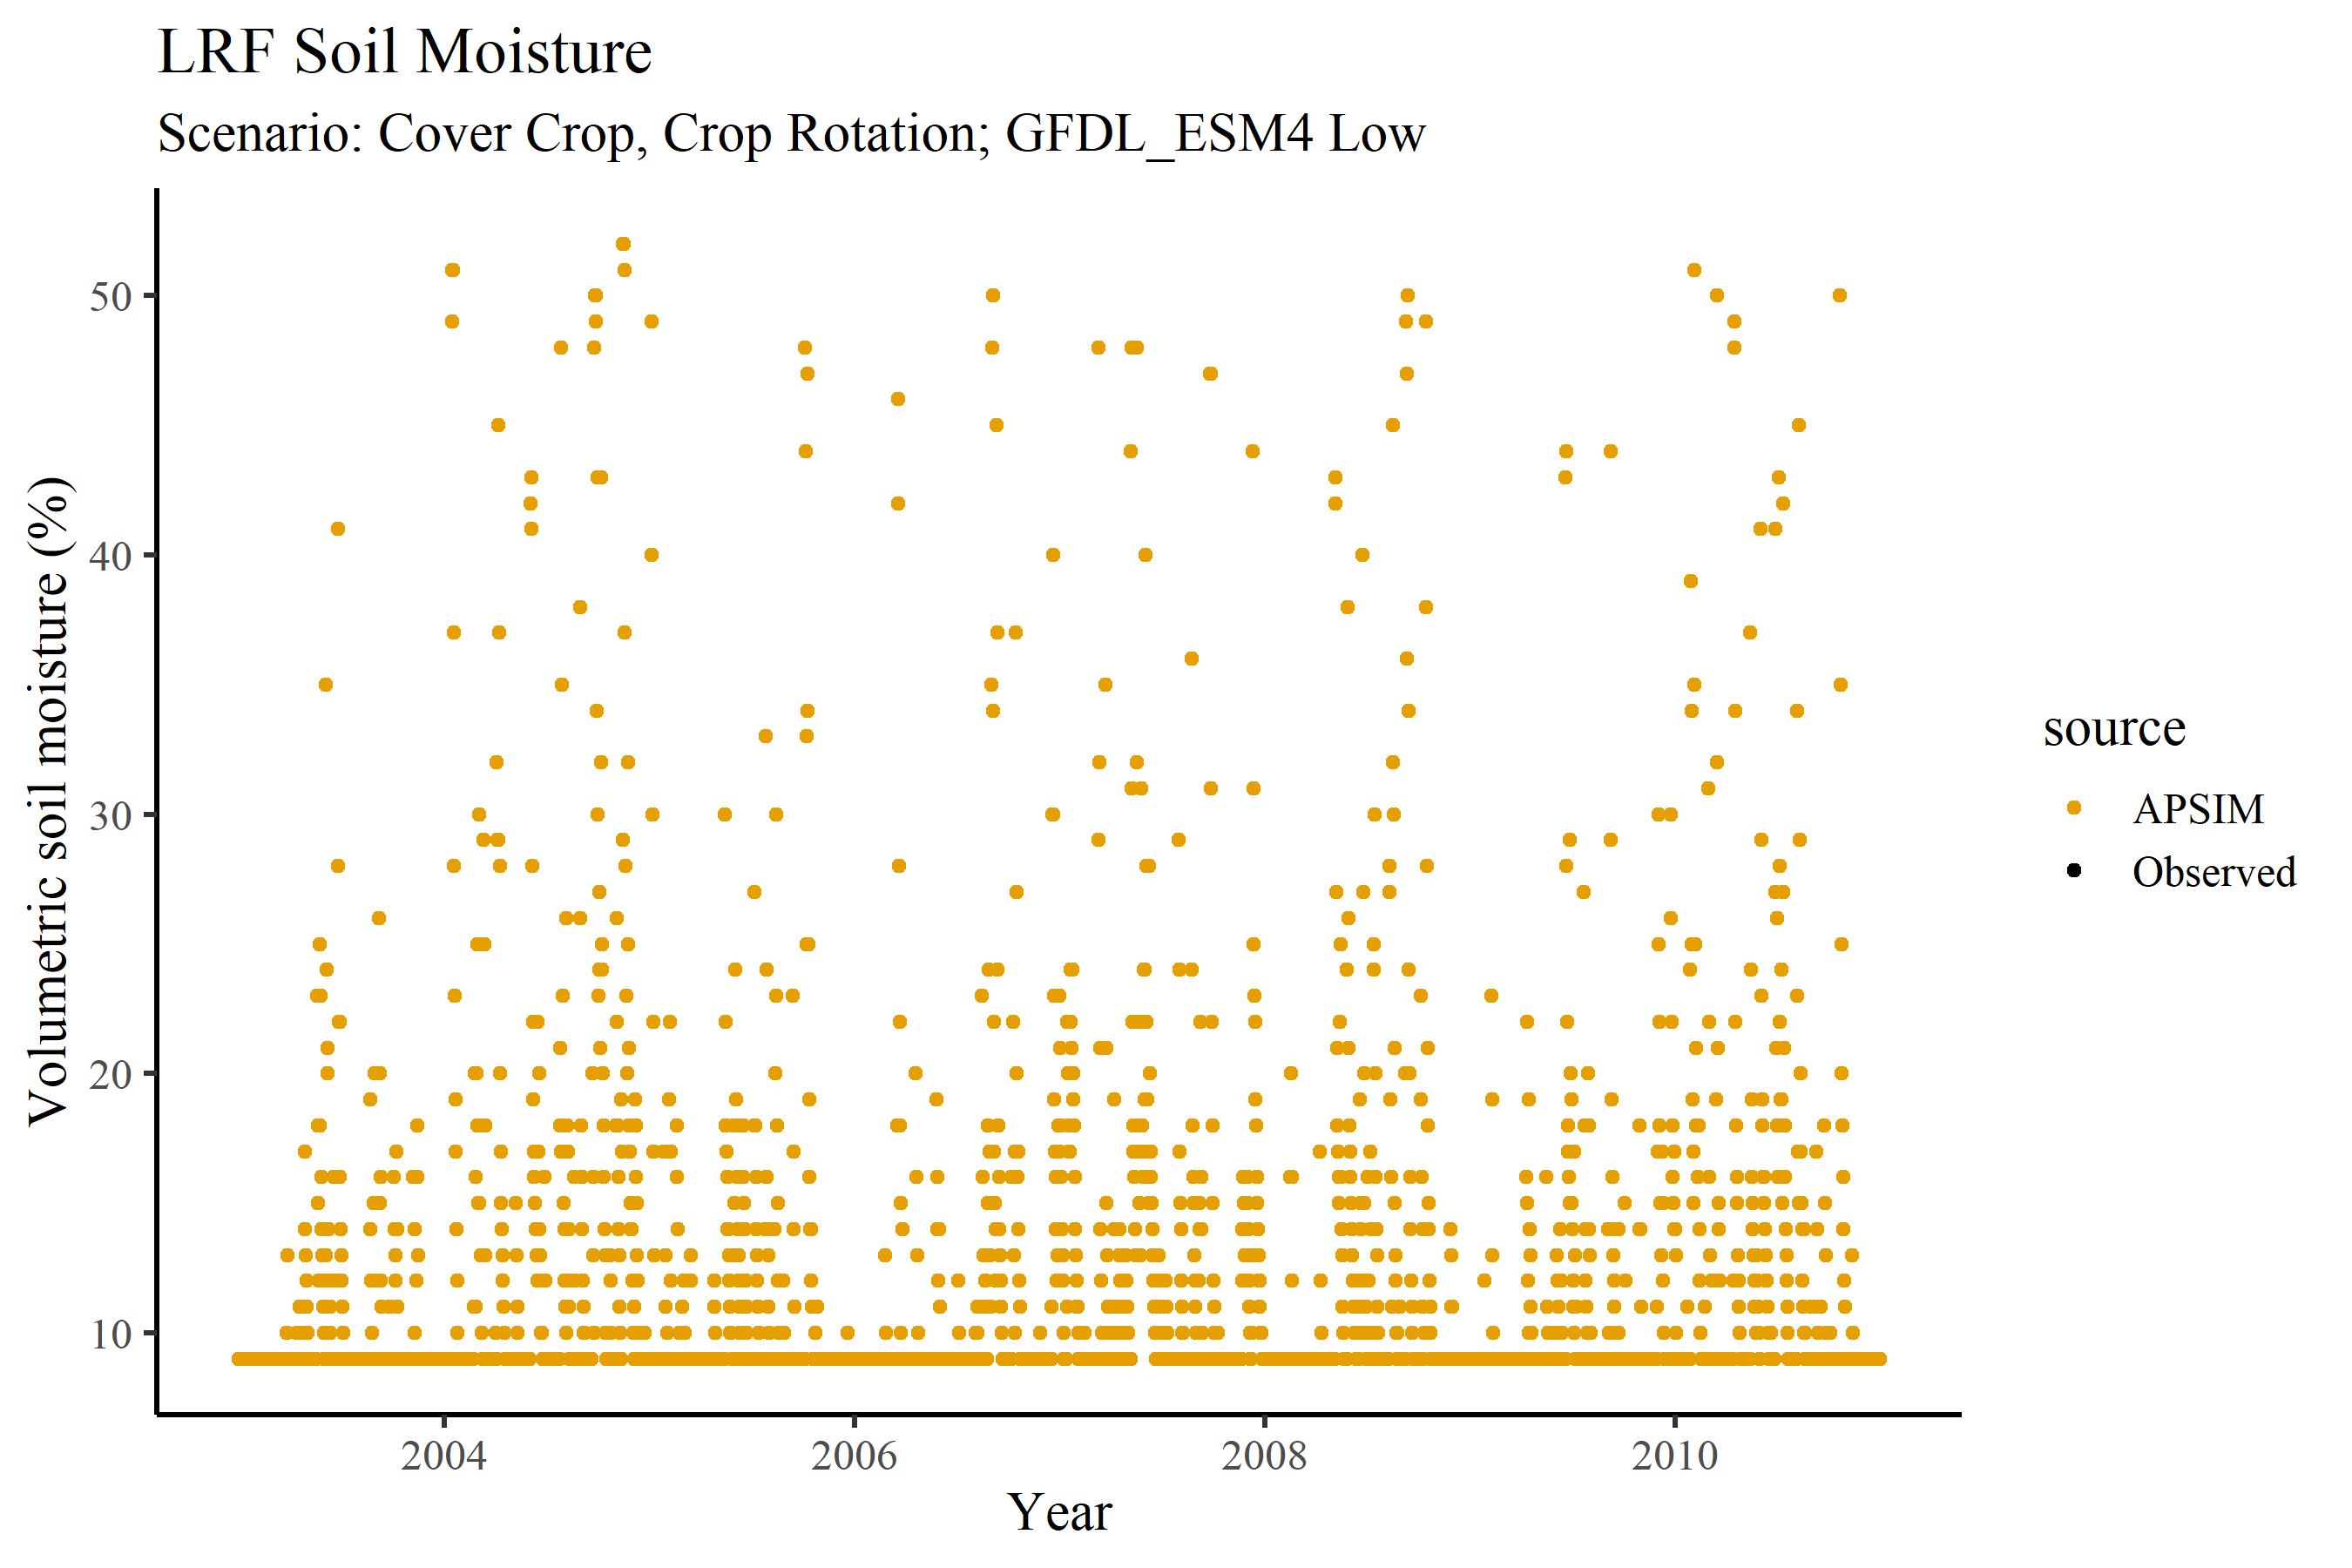 LRF Soil Moisture
Scenario: Cover Crop, Crop Rotation; GFDL_ESM4 Low
Volumetric soil moisture (%)
50
40
30
20
10
2004
2006
2008
2010
Year
source
APSIM
Observed